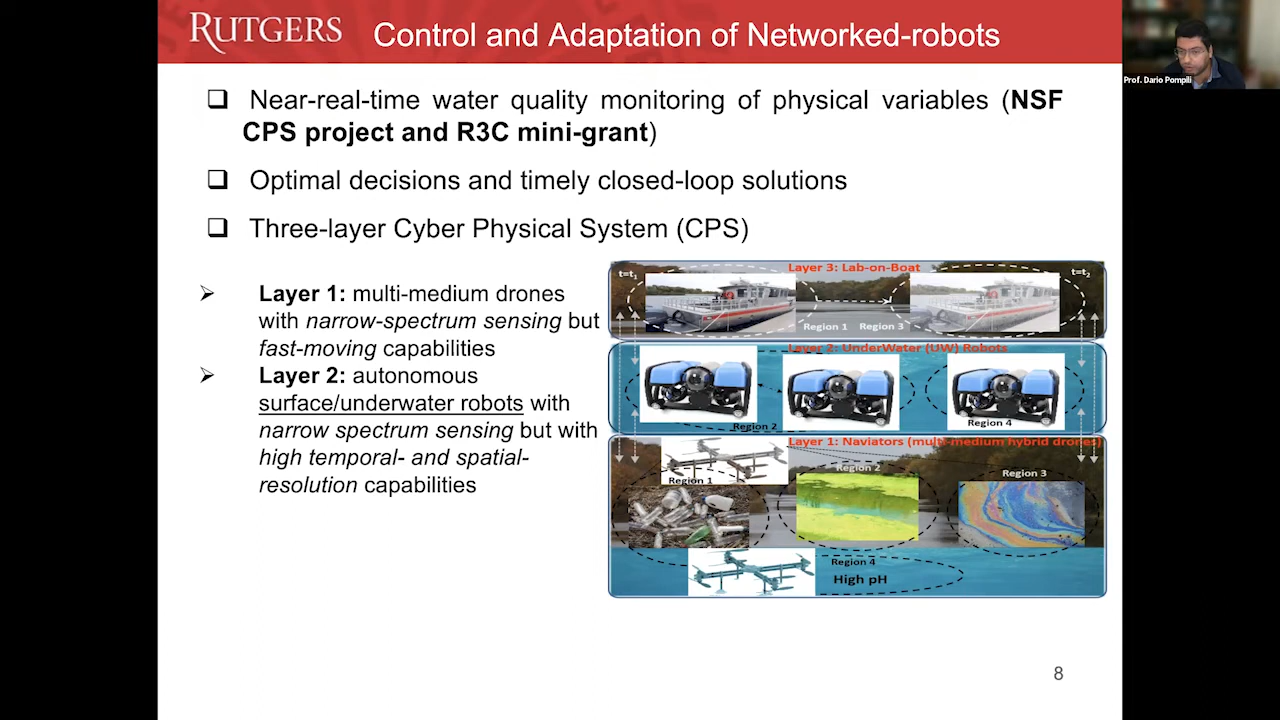 RUTGERS
Control and Adaptation of Networked-robots
Prof. Dario Pompili
Near-real-time water quality monitoring of physical variables (NSF
CPS project and R3C mini-grant)
Optimal decisions and timely closed-loop solutions
Three-layer Cyber Physical System (CPS)
Layer 1: multi-medium drones
with narrow-spectrum sensing but
fast-moving capabilities
Layer 2: autonomous
surface/underwater robots with
narrow spectrum sensing but with
high temporal- and spatial-
resolution capabilities
Layer 3: Lab-on-Boat
t=t1
t=t2
Region 1
Region 3
Layer 2: UnderWater (UW) Robots
Region 2
Region 4
Layer 1: Naviators (multi-medium hybrid drones)
Region 1
Region 2
Region 3
Region 4
High pH
8